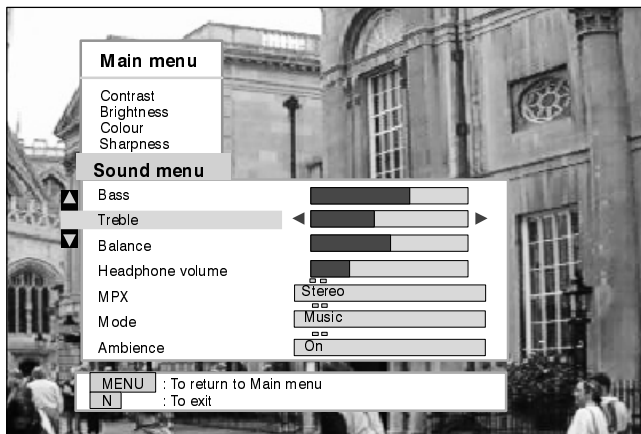 Main menu
Contrast
Brightness
Colour
Sharpness
Sound menu
Bass
Treble
Balance
Headphone volume
MPX
Stereo
Mode
Music
Ambience
On
MENU : To return to Main menu
N : To exit